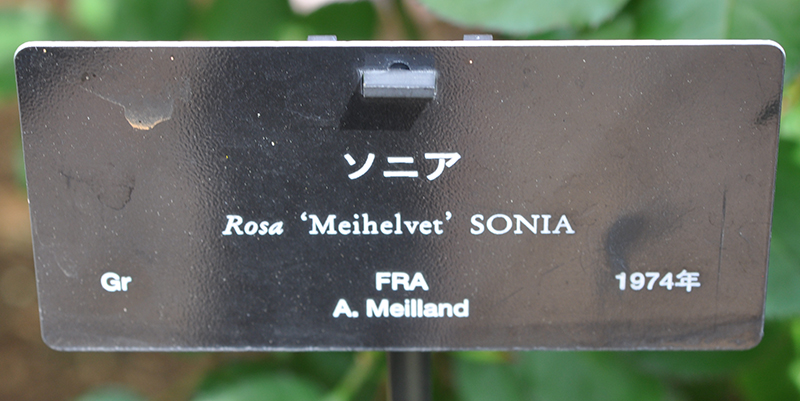 ソニア
Rosa ‘Meihelvet’ SONIA
Gr FRA 1974年
A. Meilland